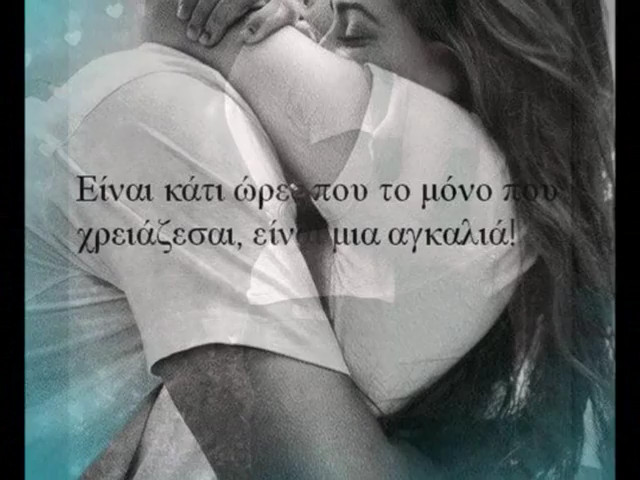 Είναι κάτι ώρες που το μόνο που
χρειάζεσαι, είναι μια αγκαλιά!